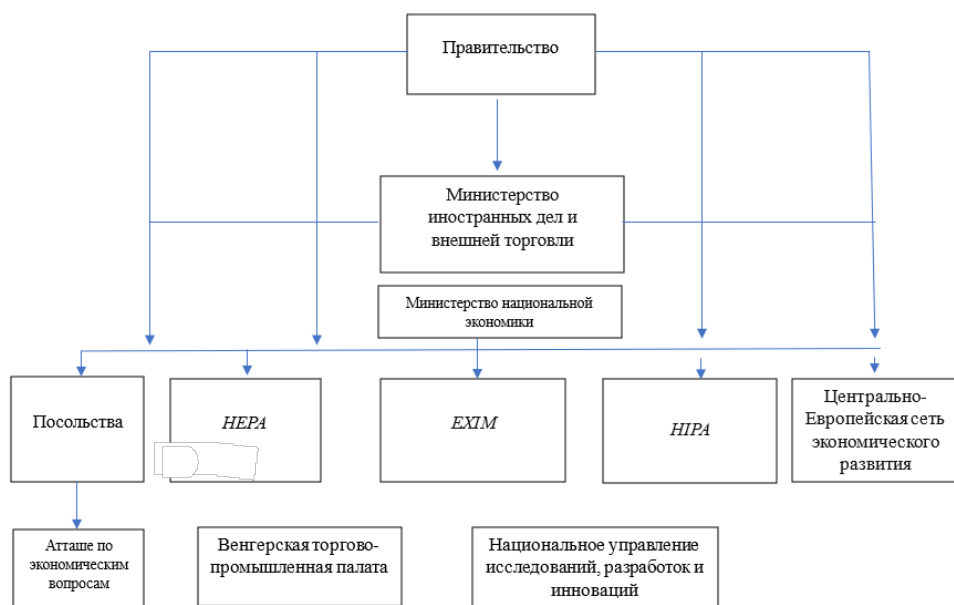 Правительство
Министерство
иностранных дел и
внешней торговли
Министерство национальной
экономики
Посольства
HEPA
EXIM
HIPA
Центрально-
Европейская сеть
экономического
развития
Атташе по
экономическим
вопросам
Венгерская торгово-
промышленная палата
Национальное управление
исследований, разработок и
инноваций